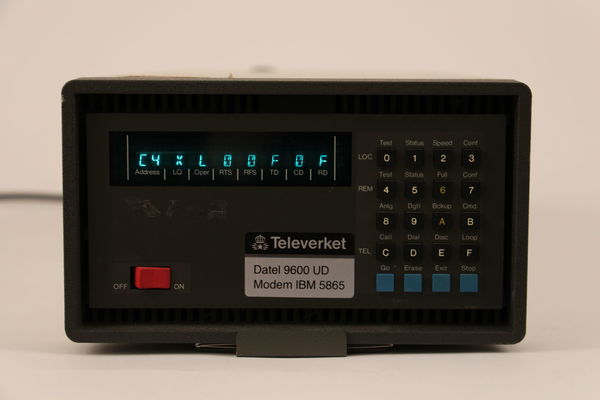 C4 X L 0 0 F 0 F
Address LQ Oper RTS RFS TD CD RD
Televerket
Datel 9600 UD
Modem IBM 5865
OFF ON
Test Status Speed Conf
LOC 0 1 2 3
Test Status Full Conf
REM 4 5 6 7
Anlg Dgtl Bckup Cmd
8 9 A B
Call Dial Disc Loop
TEL C D E F
Go Erase Exit Stop